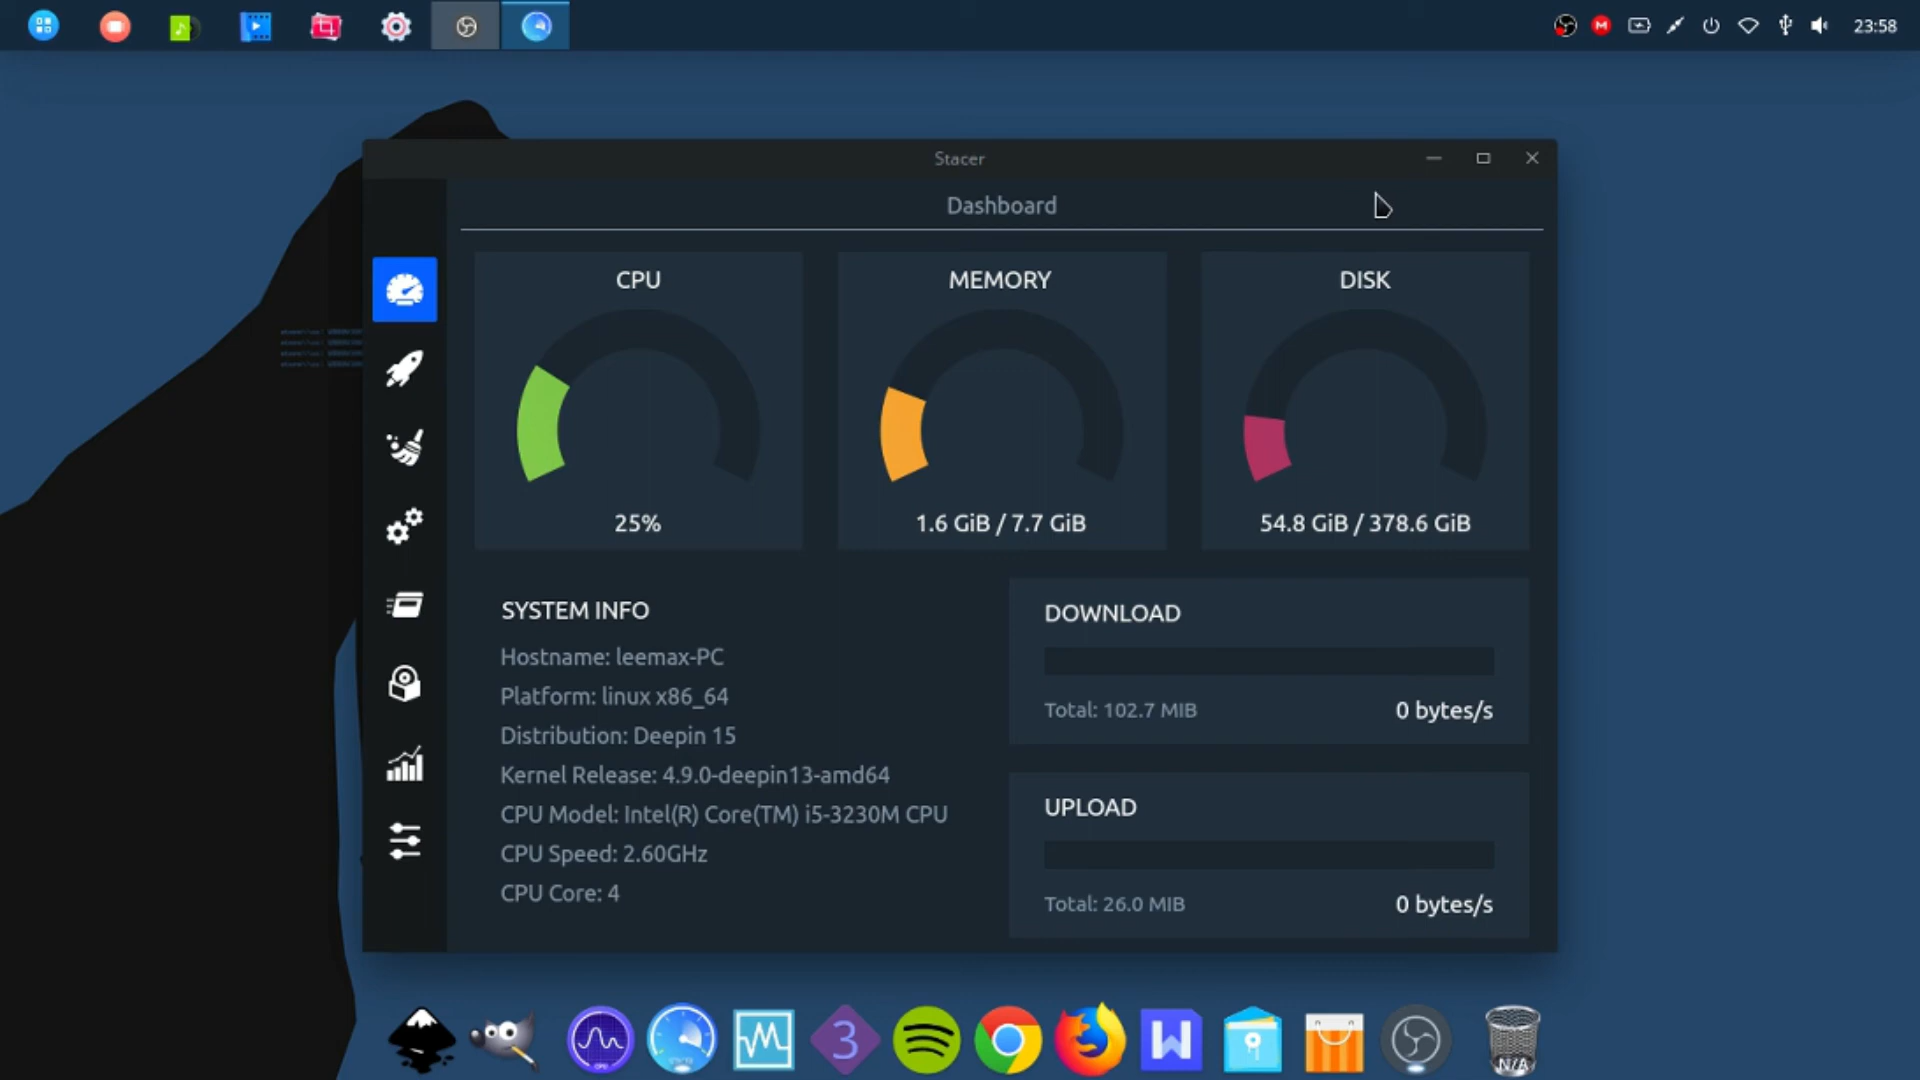 23:58
Stacer
Dashboard
CPU
MEMORY
DISK
25%
1.6 GiB / 7.7 GiB
54.8 GiB / 378.6 GiB
SYSTEM INFO
Hostname: leemax-PC
Platform: linux x86_64
Distribution: Deepin 15
Kernel Release: 4.9.0-deepin13-amd64
CPU Model: Intel(R) Core(TM) i5-3230M CPU
CPU Speed: 2.60GHz
CPU Core: 4
DOWNLOAD
Total: 102.7 MIB
0 bytes/s
UPLOAD
Total: 26.0 MIB
0 bytes/s
3
W
N/A